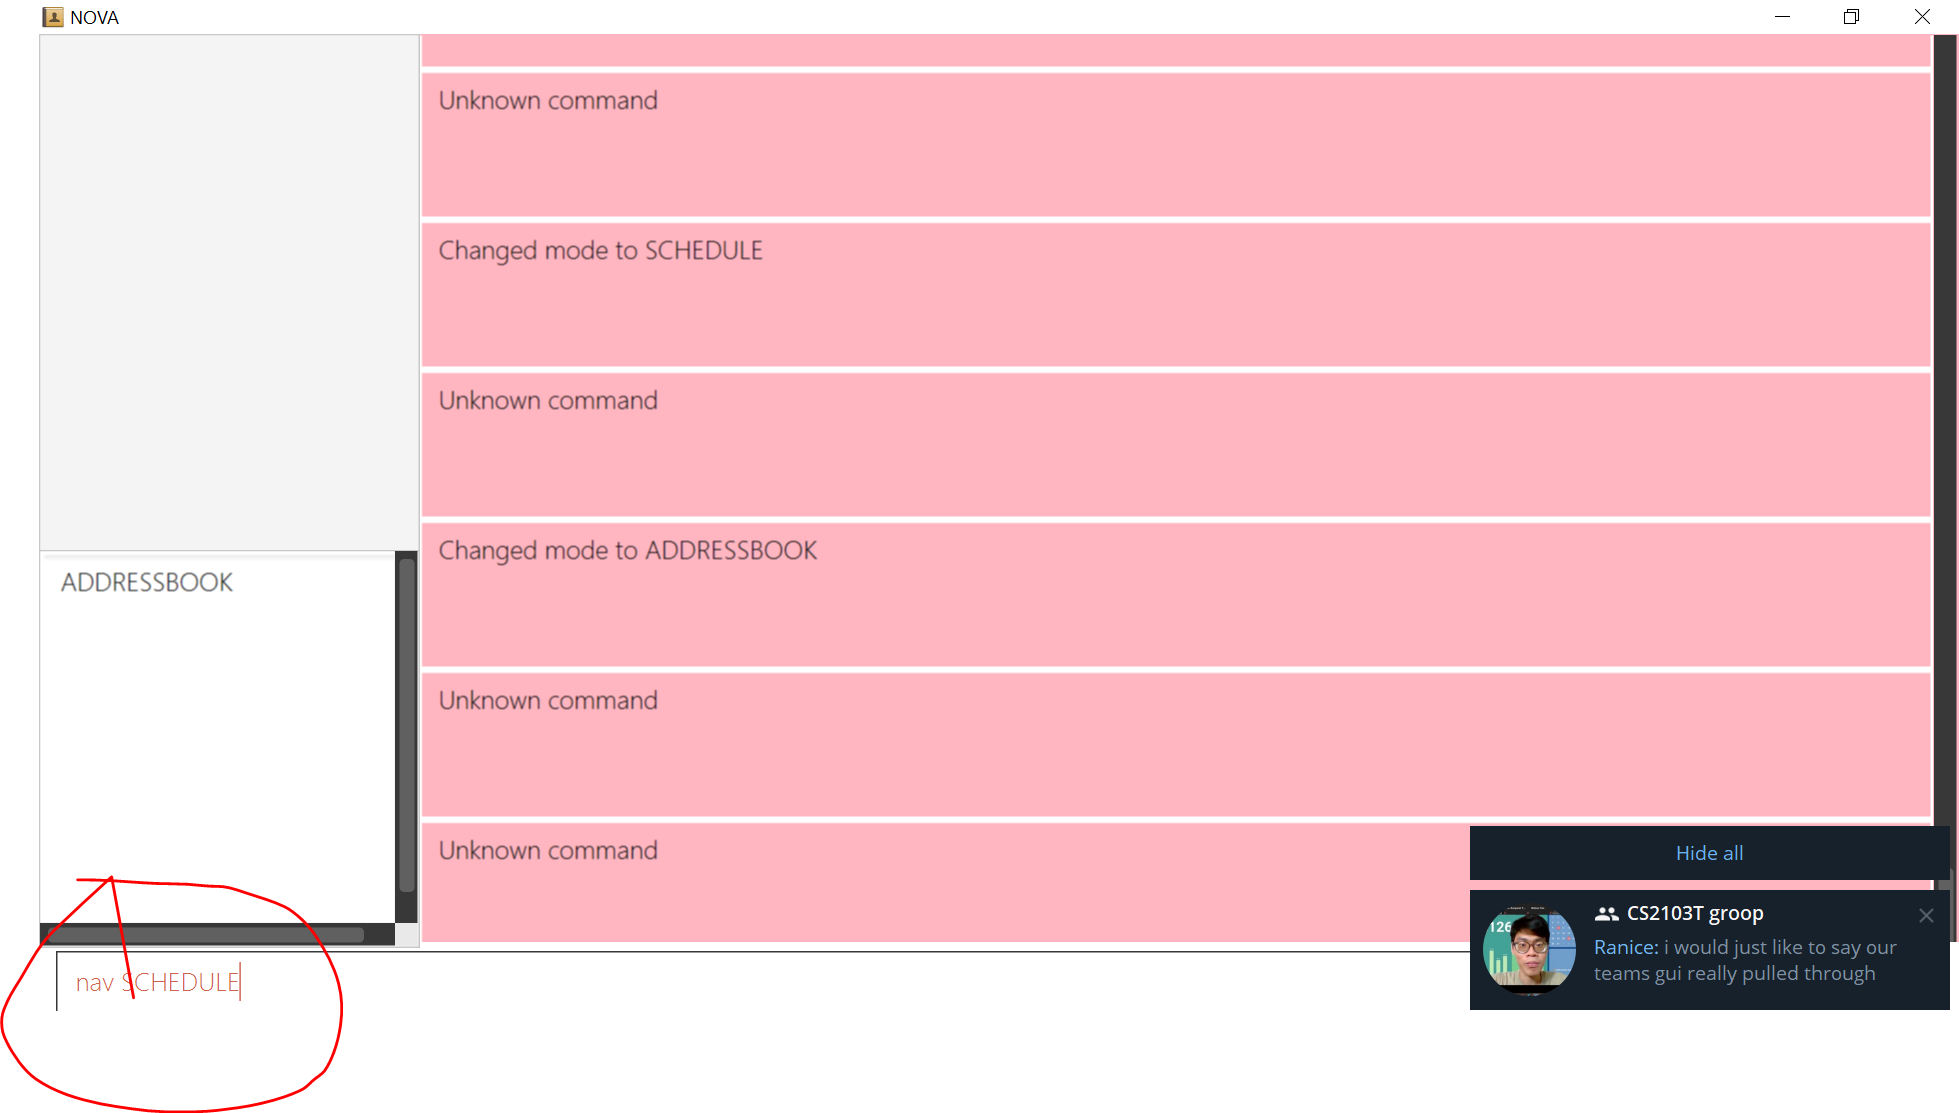 NOVA
Unknown command
Changed mode to SCHEDULE
Unknown command
Changed mode to ADDRESSBOOK
Unknown command
Unknown command
ADDRESSBOOK
nav SCHEDULE
Hide all
CS2103T groop
Ranice: i would just like to say our
teams gui really pulled through
126